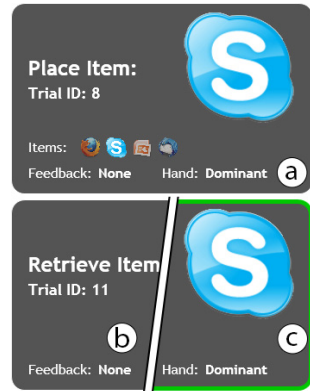 Place Item:
Trial ID: 8
Items:
Feedback: None Hand: Dominant a
Retrieve Item
Trial ID: 11
b c
Feedback: None Hand: Dominant
S
S